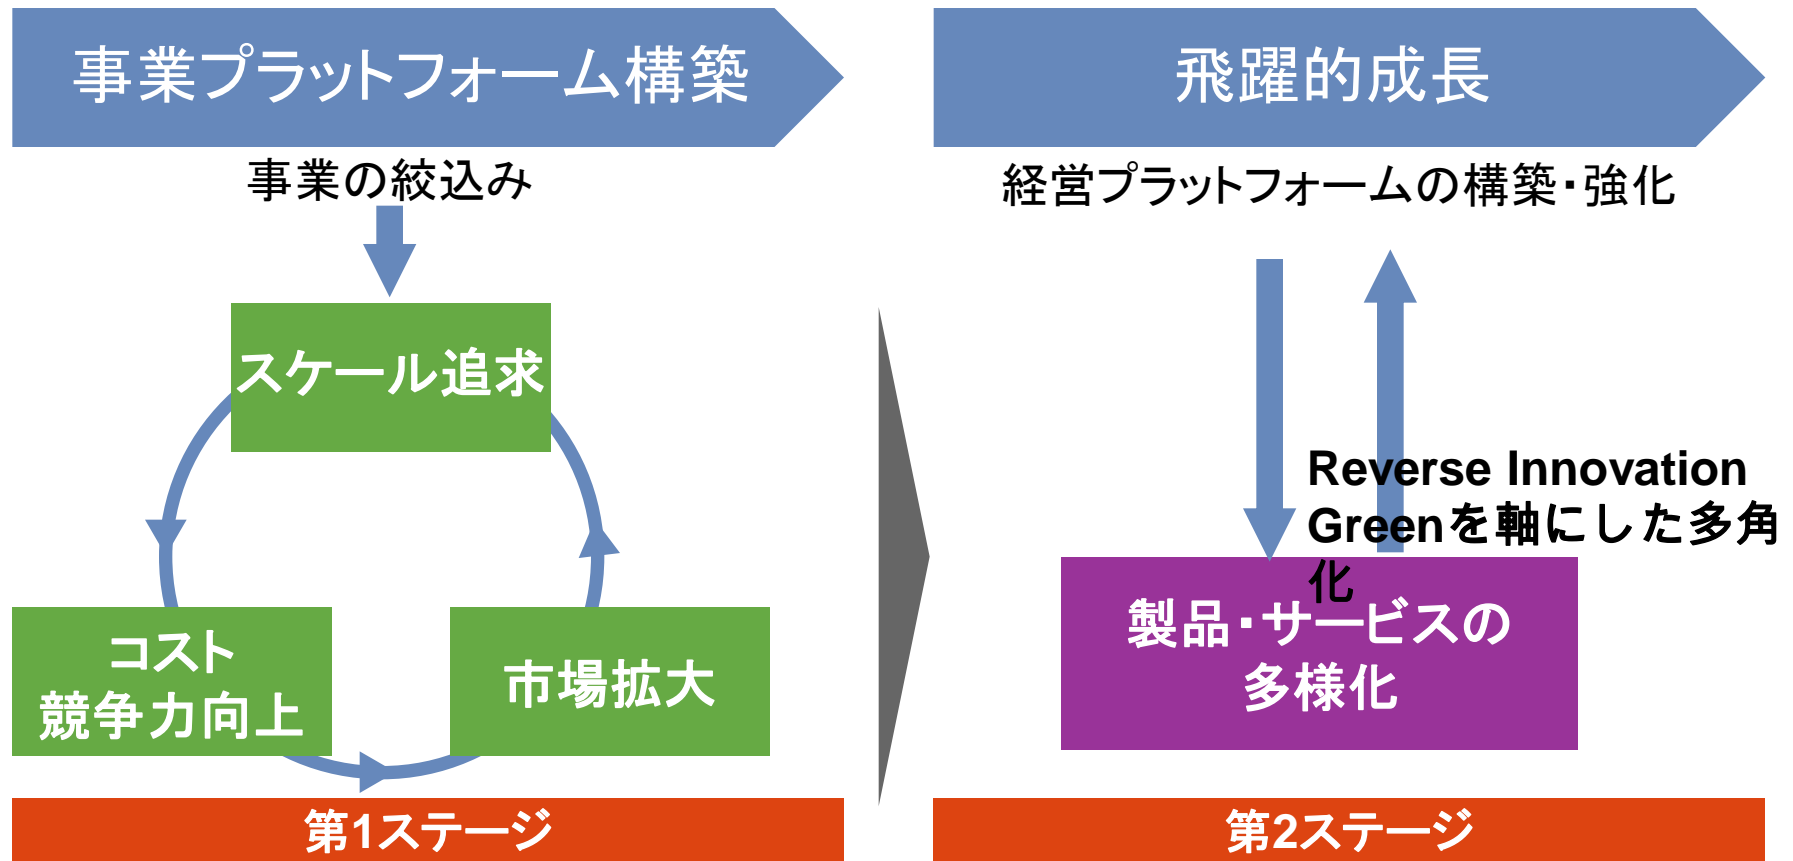 事業プラットフォーム構築
事業の絞込み
スケール追求
コスト
競争力向上
市場拡大
第1ステージ
飛躍的成長
経営プラットフォームの構築・強化
Reverse Innovation
Greenを軸にした多角
化
製品・サービスの
多様化
第2ステージ